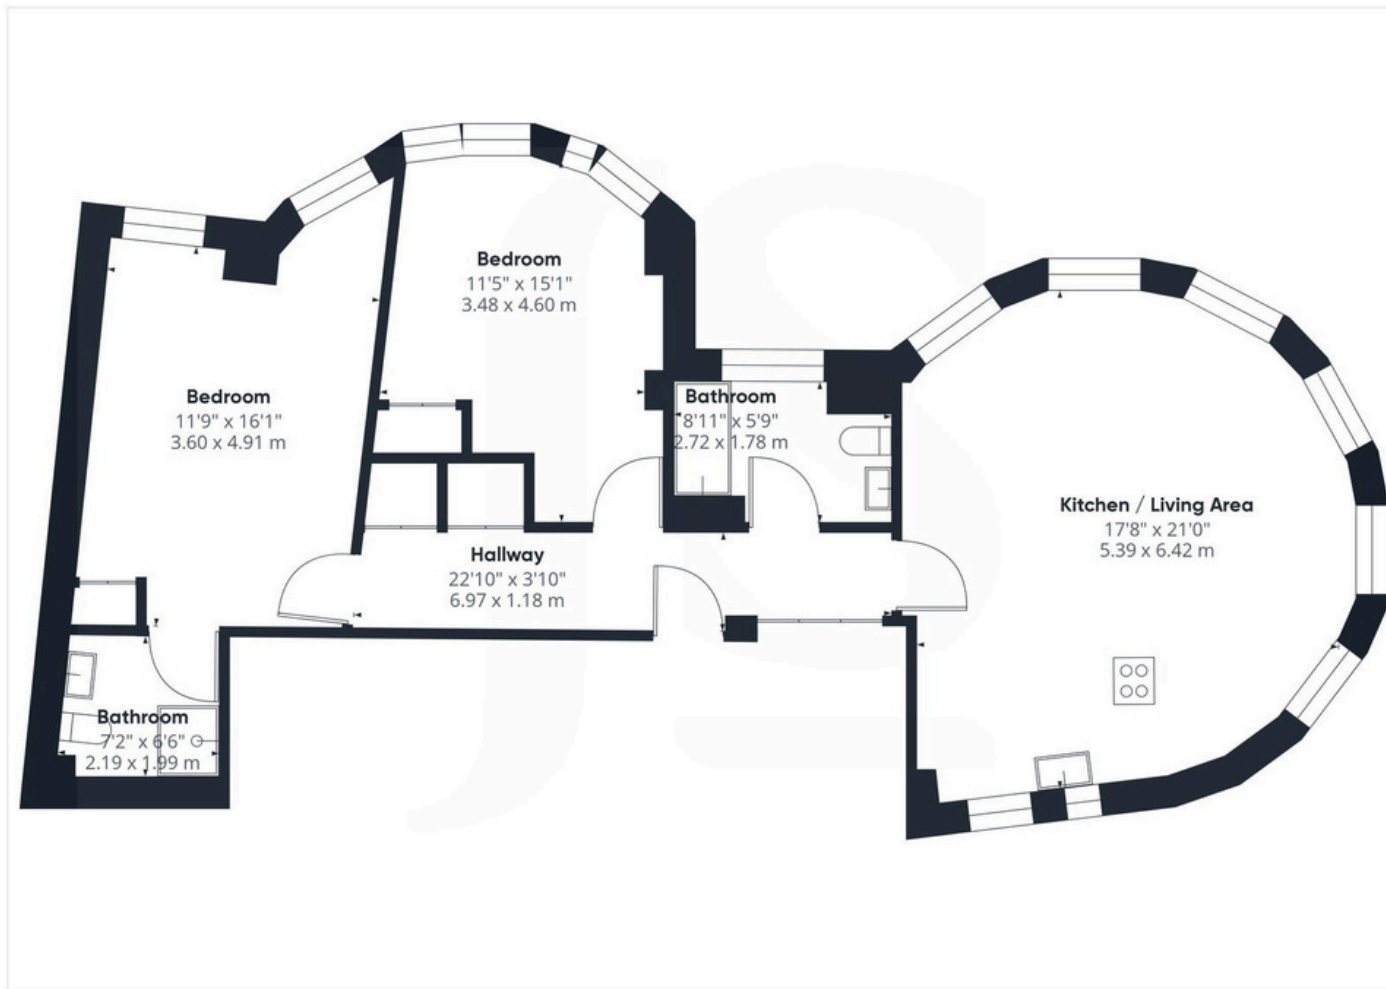 Bedroom
11'5" x 15'1"
3.48 x 4.60 m
Bedroom
11'9" x 16'1"
3.60 x 4.91 m
Bathroom
8'11" x 5'9"
2.72 x 1.78 m
Kitchen / Living Area
17'8" x 21'0"
5.39 x 6.42 m
Hallway
22'10" x 3'10"
6.97 x 1.18 m
Bathroom
7'2" x 6'6"
2.19 x 1.99 m